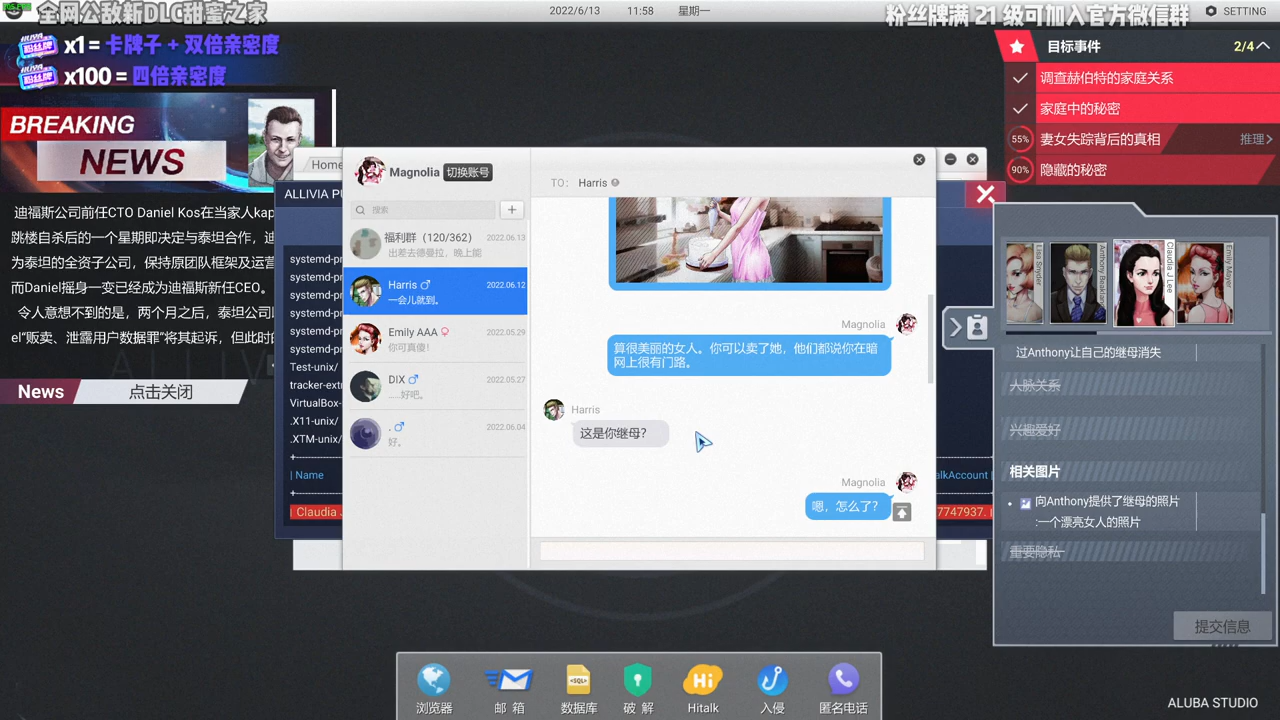 全网公敌新DLC甜蜜之家
2022/6/13 11:58 星期一
粉丝牌满 21 级可加入官方微信群
SETTING
粉丝牌 x1 = 卡牌子 + 双倍亲密度
粉丝牌 x100 = 四倍亲密度
目标事件 2/4
调查赫伯特的家庭关系
家庭中的秘密
55% 妻女失踪背后的真相 推理
90% 隐藏的秘密
BREAKING
NEWS
迪福斯公司前任CTO Daniel Kos在当家人kap
跳楼自杀后的一个星期即决定与泰坦合作，迪
为泰坦的全资子公司，保持原团队框架及运营
而Daniel摇身一变已经成为迪福斯新任CEO。
令人意想不到的是，两个月之后，泰坦公司以
el“贩卖、泄露用户数据罪”将其起诉，但此时的
News 点击关闭
Home
ALLIVIA P
systemd-pr
systemd-pr
systemd-pr
systemd-pr
systemd-pr
systemd-pr
Test-unix/
tracker-extr
VirtualBox-
.X11-unix/
.XTM-unix/
| Name
alkAccount |
| Claudia
7747937. |
Magnolia 切换账号
搜索
福利群（120/362） 2022.06.13
出差去德曼拉，晚上能
Harris 2022.06.12
一会儿就到。
Emily AAA 2022.05.29
你可真傻！
DIX 2022.05.27
……好吧。
. 2022.06.04
好。
TO: Harris
Magnolia
算很美丽的女人。你可以卖了她，他们都说你在暗
网上很有门路。
Harris
这是你继母？
Magnolia
嗯，怎么了？
Lisa Snyder
Anthony Beaklan
Claudia J Lee
Emily Maver
过Anthony让自己的继母消失
人脉关系
兴趣爱好
相关图片
向Anthony提供了继母的照片
:一个漂亮女人的照片
重要隐私
提交信息
浏览器
邮 箱
数据库
破 解
Hitalk
入侵
匿名电话
ALUBA STUDIO